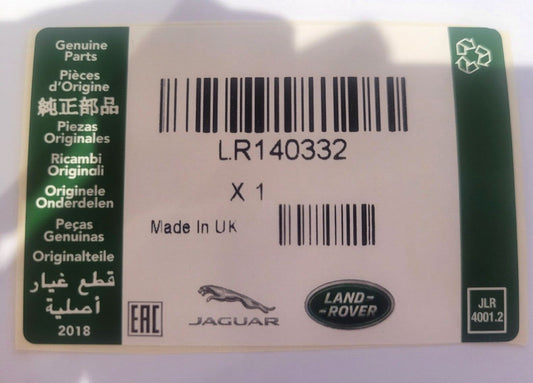 Genuine
Parts
Pièces
d'Origine
純正部品
Piezas
Originales
Ricambi
Originali
Originele
Onderdelen
Peças
Genuinas
Originalteile
قطع غيار
أصلية
2018
LR140332
X 1
Made In UK
EAC
JAGUAR
LAND-
-ROVER
JLR
4001.2